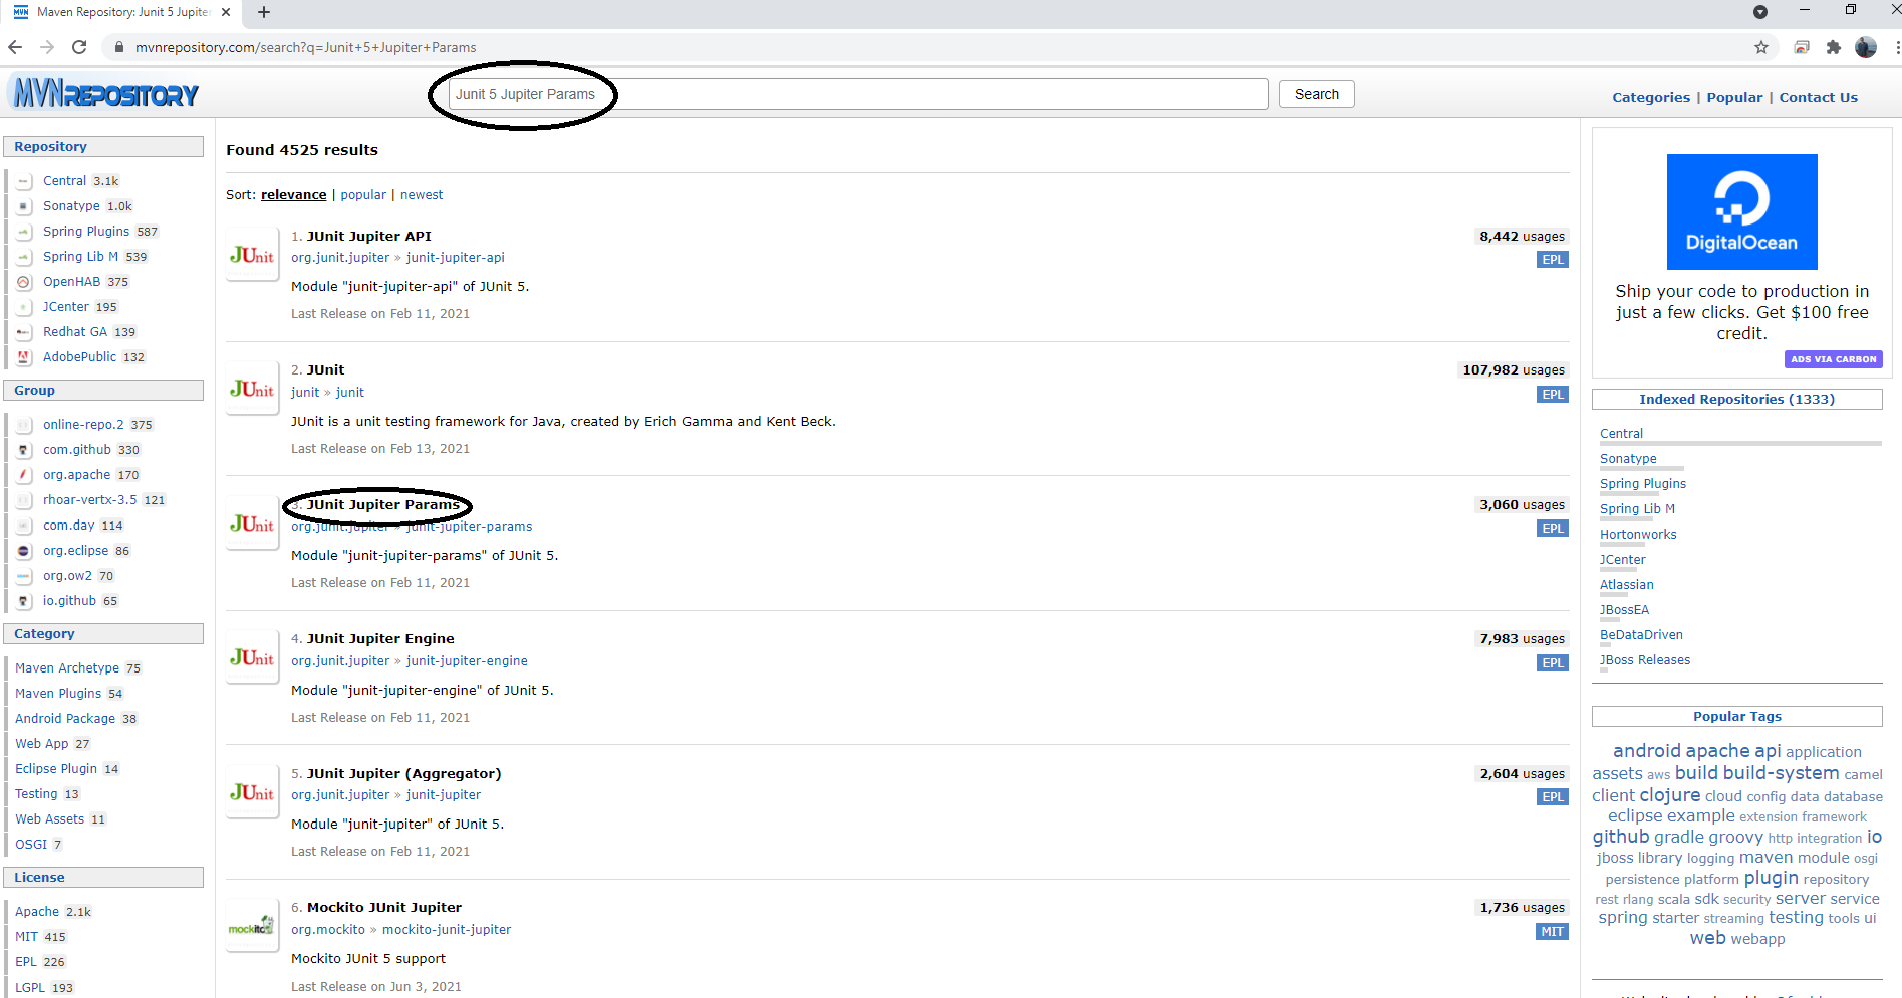 Maven Repository: Junit 5 Jupiter
mvnrepository.com/search?q=Junit+5+Jupiter+Params
MVNREPOSITORY
Junit 5 Jupiter Params
Search
Categories | Popular | Contact Us
Repository
Central 3.1k
Sonatype 1.0k
Spring Plugins 587
Spring Lib M 539
OpenHAB 375
JCenter 195
Redhat GA 139
AdobePublic 132
Group
online-repo.2 375
com.github 330
org.apache 170
rhoar-vertx-3.5 121
com.day 114
org.eclipse 86
org.ow2 70
io.github 65
Category
Maven Archetype 75
Maven Plugins 54
Android Package 38
Web App 27
Eclipse Plugin 14
Testing 13
Web Assets 11
OSGI 7
License
Apache 2.1k
MIT 415
EPL 226
LGPL 193
Found 4525 results
Sort: relevance | popular | newest
JUnit
1. JUnit Jupiter API
8,442 usages
org.junit.jupiter » junit-jupiter-api
EPL
Module "junit-jupiter-api" of JUnit 5.
Last Release on Feb 11, 2021
JUnit
2. JUnit
107,982 usages
junit » junit
EPL
JUnit is a unit testing framework for Java, created by Erich Gamma and Kent Beck.
Last Release on Feb 13, 2021
JUnit
3. JUnit Jupiter Params
3,060 usages
org.junit.jupiter » junit-jupiter-params
EPL
Module "junit-jupiter-params" of JUnit 5.
Last Release on Feb 11, 2021
JUnit
4. JUnit Jupiter Engine
7,983 usages
org.junit.jupiter » junit-jupiter-engine
EPL
Module "junit-jupiter-engine" of JUnit 5.
Last Release on Feb 11, 2021
JUnit
5. JUnit Jupiter (Aggregator)
2,604 usages
org.junit.jupiter » junit-jupiter
EPL
Module "junit-jupiter" of JUnit 5.
Last Release on Feb 11, 2021
mockito
6. Mockito JUnit Jupiter
1,736 usages
org.mockito » mockito-junit-jupiter
MIT
Mockito JUnit 5 support
Last Release on Jun 3, 2021
DigitalOcean
Ship your code to production in
just a few clicks. Get $100 free
credit.
ADS VIA CARBON
Indexed Repositories (1333)
Central
Sonatype
Spring Plugins
Spring Lib M
Hortonworks
JCenter
Atlassian
JBossEA
BeDataDriven
JBoss Releases
Popular Tags
android apache api application
assets aws build build-system camel
client clojure cloud config data database
eclipse example extension framework
github gradle groovy http integration io
jboss library logging maven module osgi
persistence platform plugin repository
rest rlang scala sdk security server service
spring starter streaming testing tools ui
web webapp